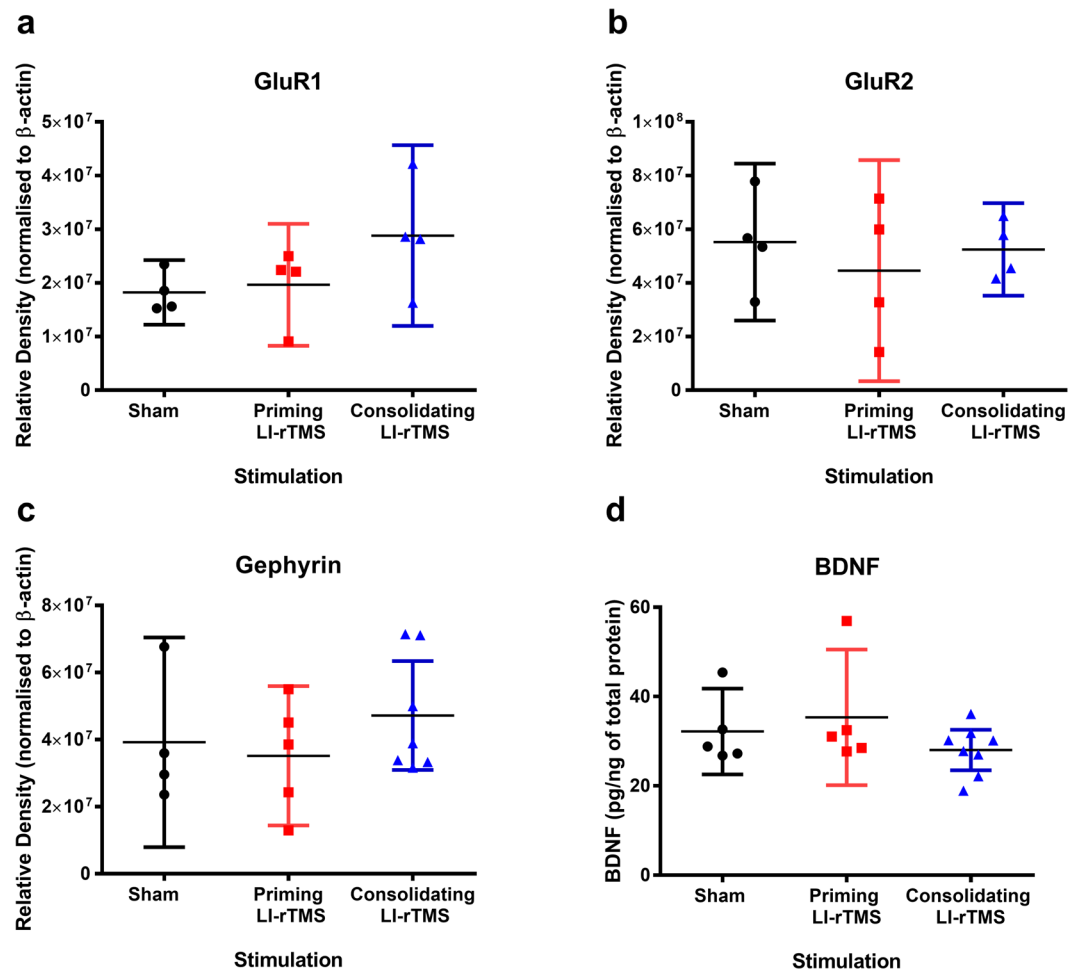 a
GluR1
Relative Density (normalised to β-actin)
5×10⁷
4×10⁷
3×10⁷
2×10⁷
1×10⁷
0
Sham
Priming
LI-rTMS
Consolidating
LI-rTMS
Stimulation
b
GluR2
Relative Density (normalised to β-actin)
1×10⁸
8×10⁷
6×10⁷
4×10⁷
2×10⁷
0
Sham
Priming
LI-rTMS
Consolidating
LI-rTMS
Stimulation
c
Gephyrin
Relative Density (normalised to β-actin)
8×10⁷
6×10⁷
4×10⁷
2×10⁷
0
Sham
Priming
LI-rTMS
Consolidating
LI-rTMS
Stimulation
d
BDNF
BDNF (pg/ng of total protein)
60
40
20
0
Sham
Priming
LI-rTMS
Consolidating
LI-rTMS
Stimulation